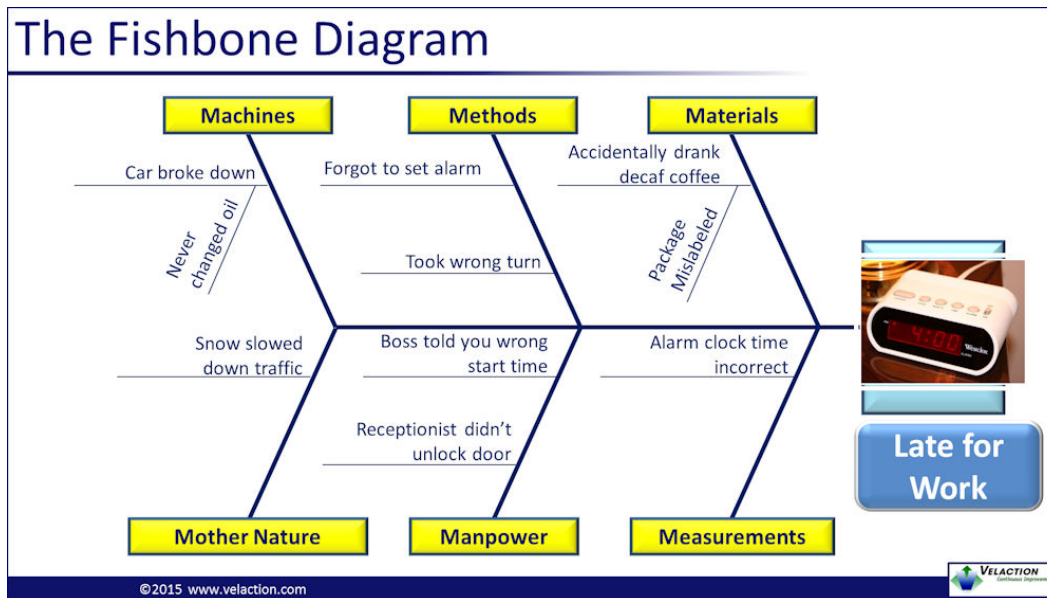 The Fishbone Diagram
Machines
Methods
Materials
Car broke down
Never
changed oil
Forgot to set alarm
Took wrong turn
Accidentally drank
decaf coffee
Package
Mislabeled
4:00
Snow slowed
down traffic
Boss told you wrong
start time
Receptionist didn’t
unlock door
Alarm clock time
incorrect
Late for
Work
Mother Nature
Manpower
Measurements
©2015 www.velaction.com
VELACTION